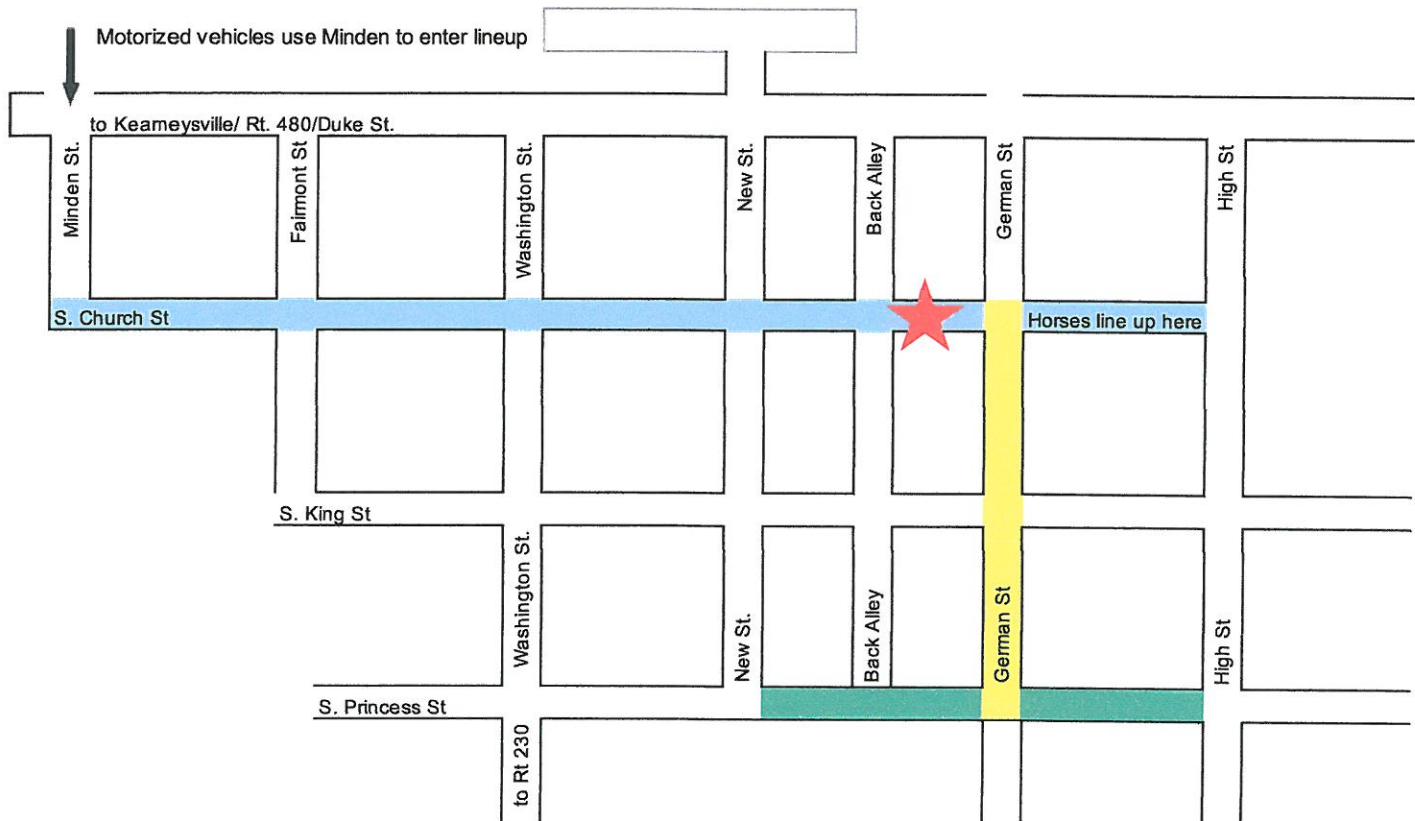 Motorized vehicles use Minden to enter lineup
to Kearneysville/ Rt. 480/Duke St.
Minden St.
Fairmont St
Washington St.
New St.
Back Alley
German St
High St
S. Church St
Horses line up here
S. King St
Washington St.
New St.
Back Alley
German St
High St
S. Princess St
to Rt 230